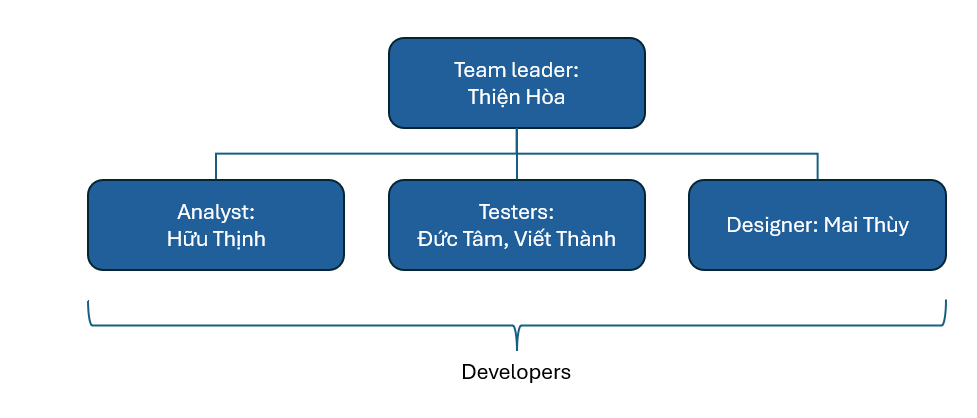 Team leader:
Thiện Hòa
Analyst:
Hữu Thịnh
Testers:
Đức Tâm, Viết Thành
Designer: Mai Thùy
Developers